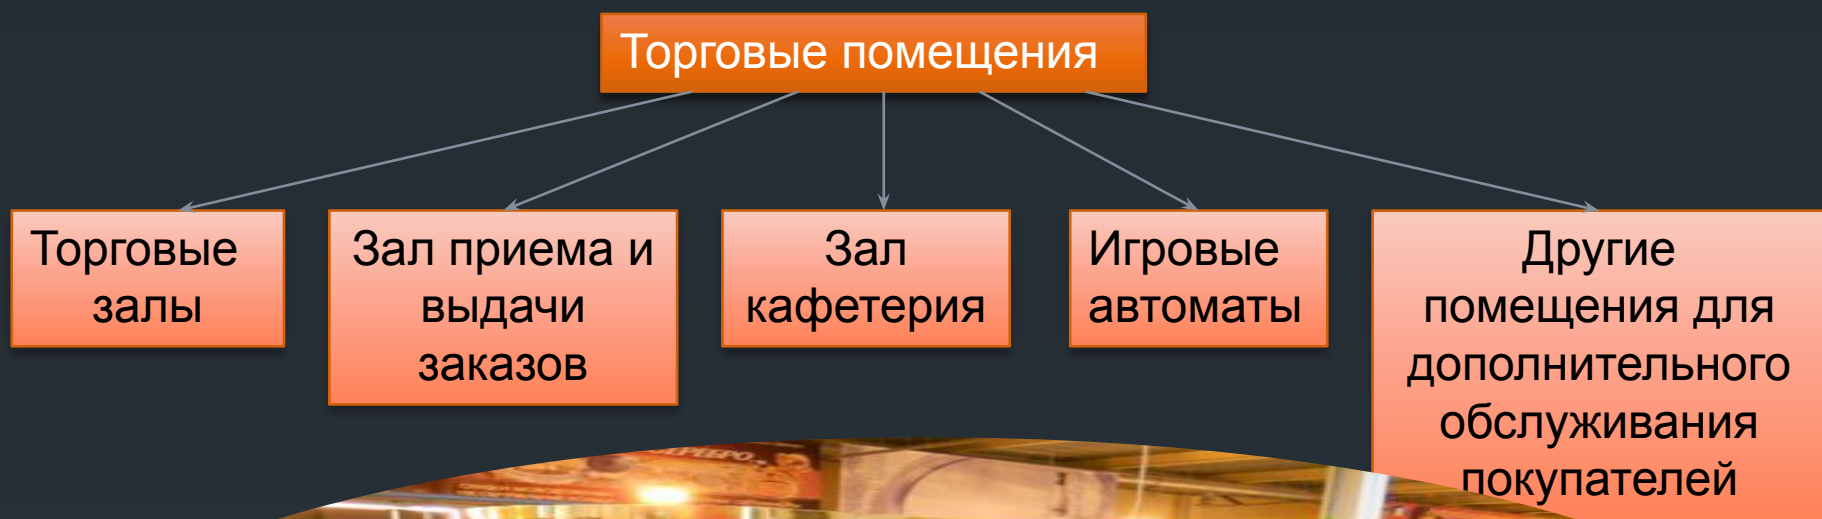 Торговые помещения
Торговые
залы
Зал приема и
выдачи
заказов
Зал
кафетерия
Игровые
автоматы
Другие
помещения для
дополнительного
обслуживания
покупателей